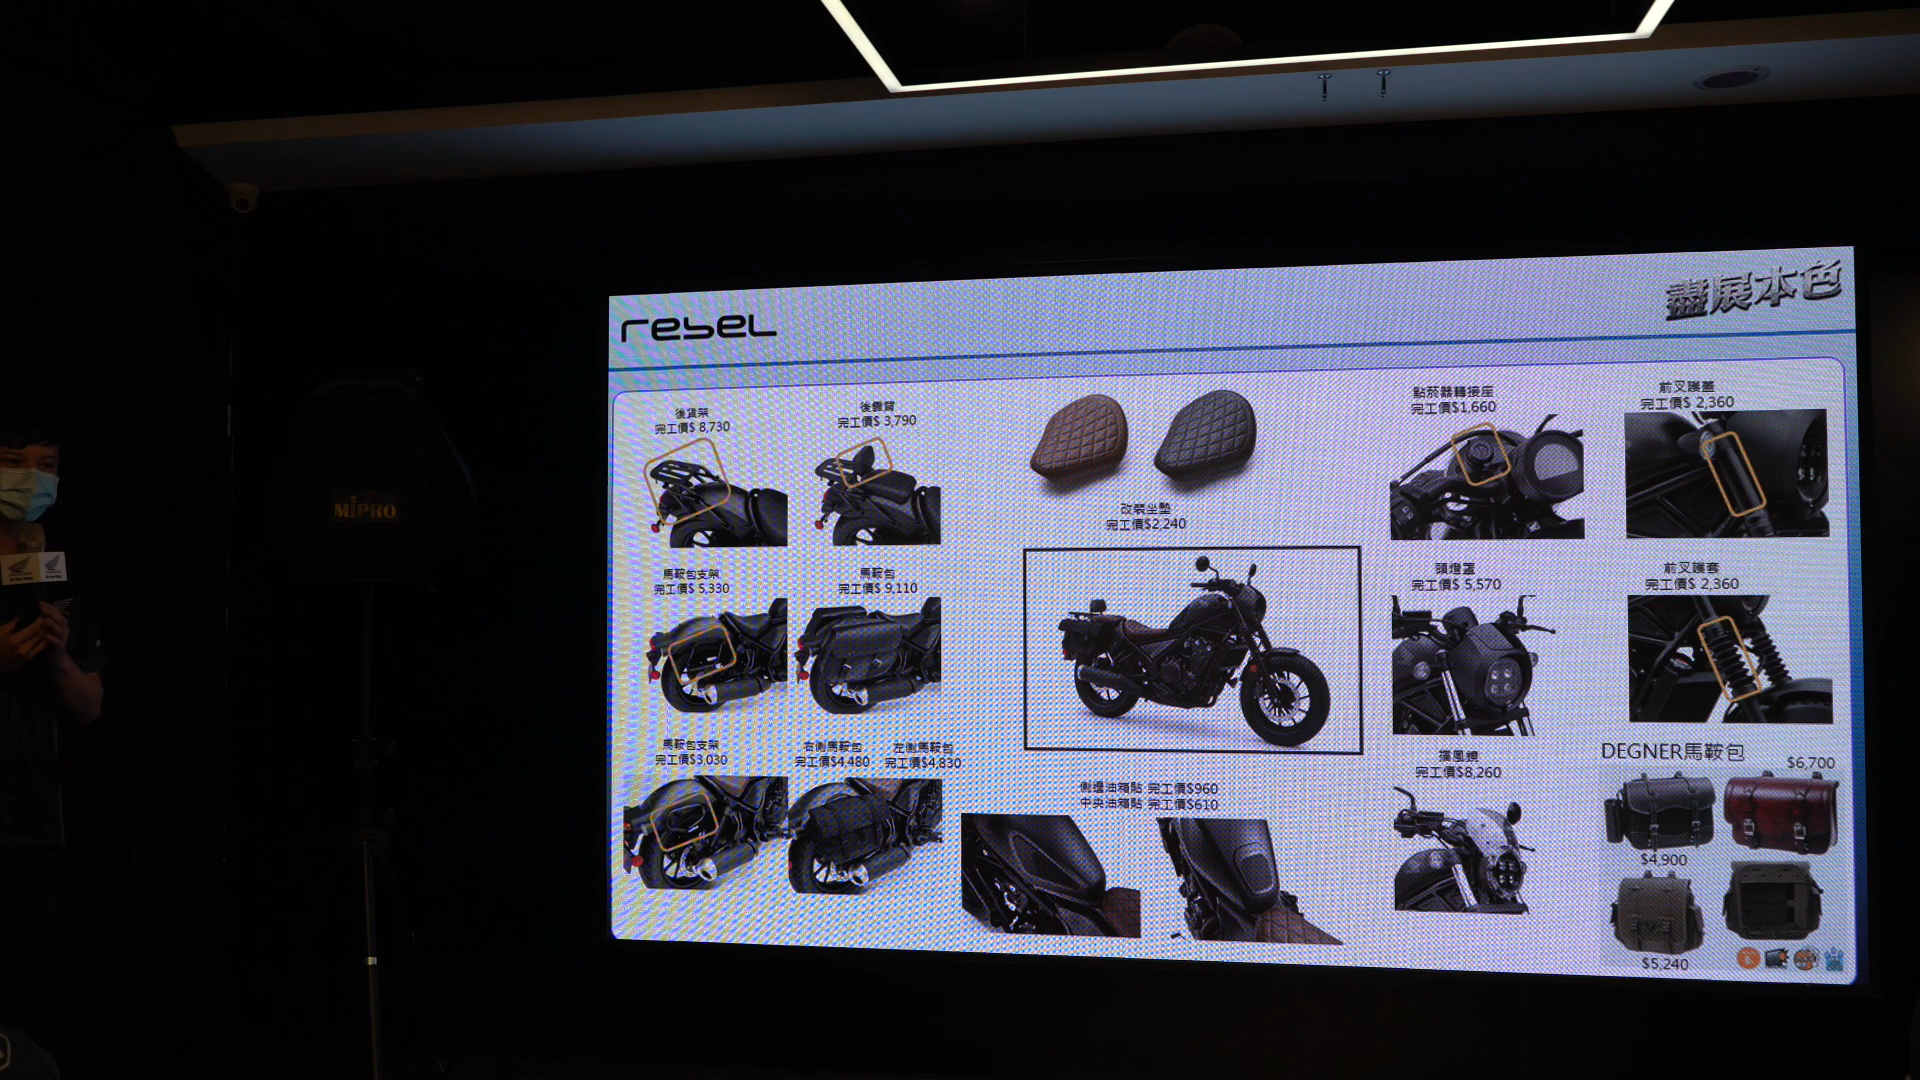 rebel
盡展本色
後貨架
完工價$ 8,730
後靠背
完工價$ 3,790
改裝坐墊
完工價$2,240
點菸器轉接座
完工價$1,660
前叉護蓋
完工價$ 2,360
馬鞍包支架
完工價$ 5,330
馬鞍包
完工價$ 9,110
頭燈罩
完工價$ 5,570
前叉護套
完工價$ 2,360
馬鞍包支架
完工價$3,030
右側馬鞍包
完工價$4,480
左側馬鞍包
完工價$4,830
側邊油箱貼 完工價$960
中央油箱貼 完工價$610
擋風鏡
完工價$8,260
DEGNER馬鞍包
$6,700
$4,900
$5,240
MIPRO